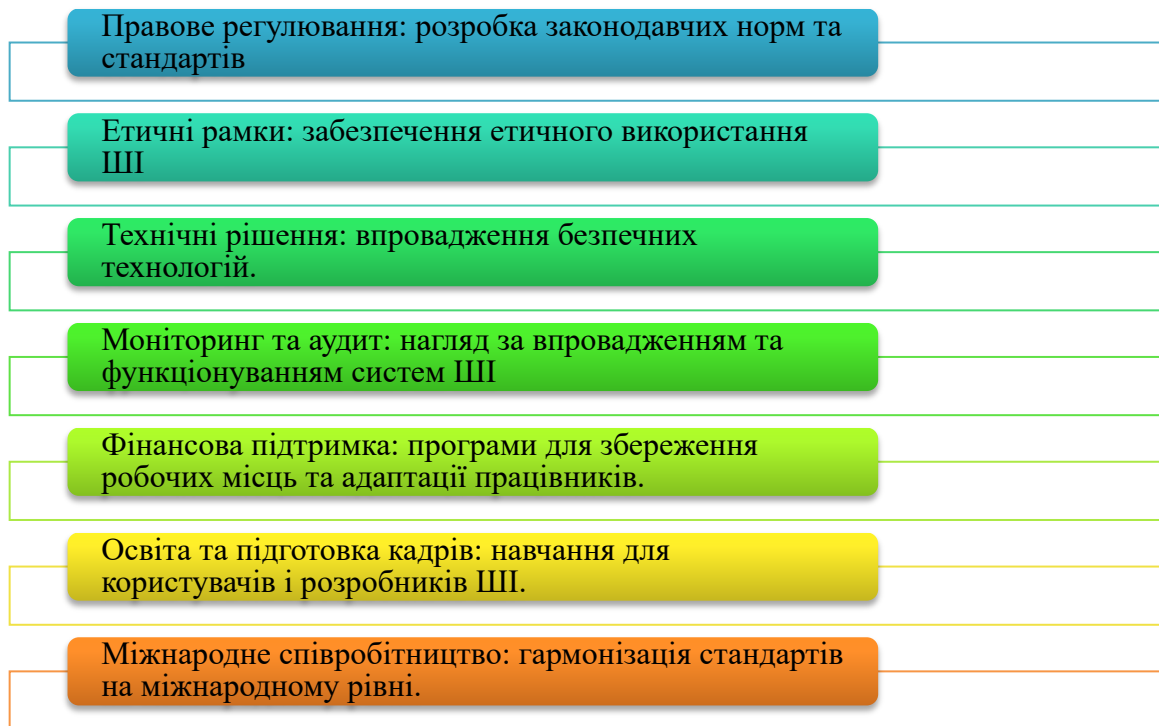 Правове регулювання: розробка законодавчих норм та
стандартів
Етичні рамки: забезпечення етичного використання
ШІ
Технічні рішення: впровадження безпечних
технологій.
Моніторинг та аудит: нагляд за впровадженням та
функціонуванням систем ШІ
Фінансова підтримка: програми для збереження
робочих місць та адаптації працівників.
Освіта та підготовка кадрів: навчання для
користувачів і розробників ШІ.
Міжнародне співробітництво: гармонізація стандартів
на міжнародному рівні.